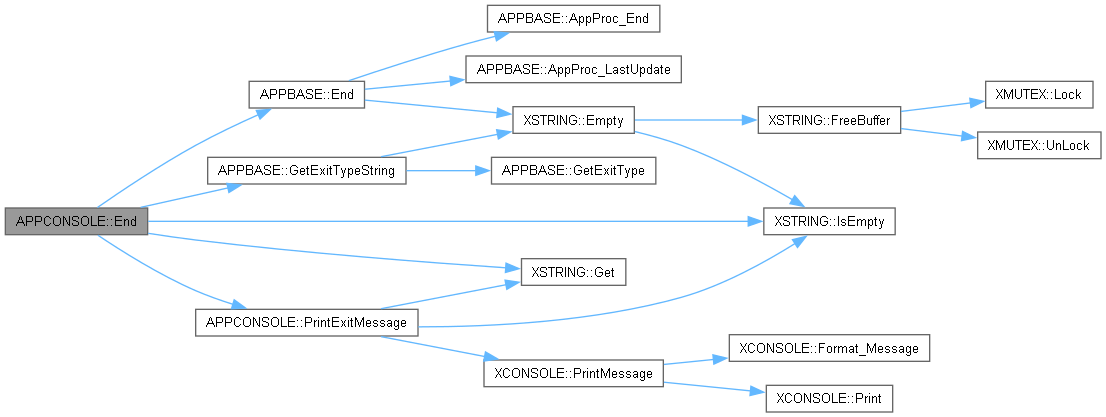 APPBASE::AppProc_End
APPBASE::AppProc_LastUpdate
APPBASE::End
XMUTEX::Lock
XSTRING::Empty
XSTRING::FreeBuffer
XMUTEX::UnLock
APPBASE::GetExitTypeString
APPBASE::GetExitType
APPCONSOLE::End
XSTRING::IsEmpty
XSTRING::Get
APPCONSOLE::PrintExitMessage
XCONSOLE::Format_Message
XCONSOLE::PrintMessage
XCONSOLE::Print